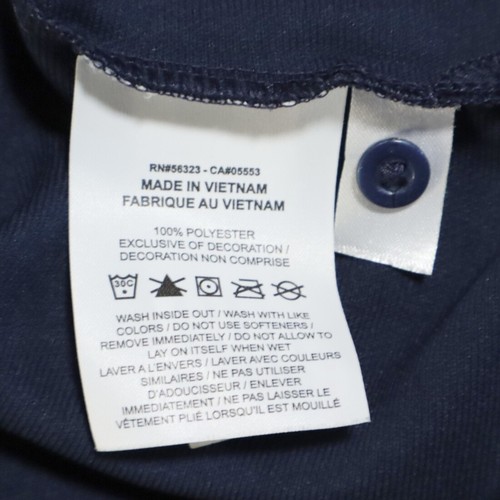 RN#56323 - CA#05553
MADE IN VIETNAM
FABRIQUE AU VIETNAM
100% POLYESTER
EXCLUSIVE OF DECORATION /
DECORATION NON COMPRISE
30C
WASH INSIDE OUT / WASH WITH LIKE
COLORS / DO NOT USE SOFTENERS /
REMOVE IMMEDIATELY / DO NOT ALLOW TO
LAY ON ITSELF WHEN WET
LAVER A L'ENVERS / LAVER AVEC COULEURS
SIMILAIRES / NE PAS UTILISER
D'ADOUCISSEUR / ENLEVER
IMMEDIATEMENT / NE PAS LAISSER LE
VÊTEMENT PLIÉ LORSQU'IL EST MOUILLÉ